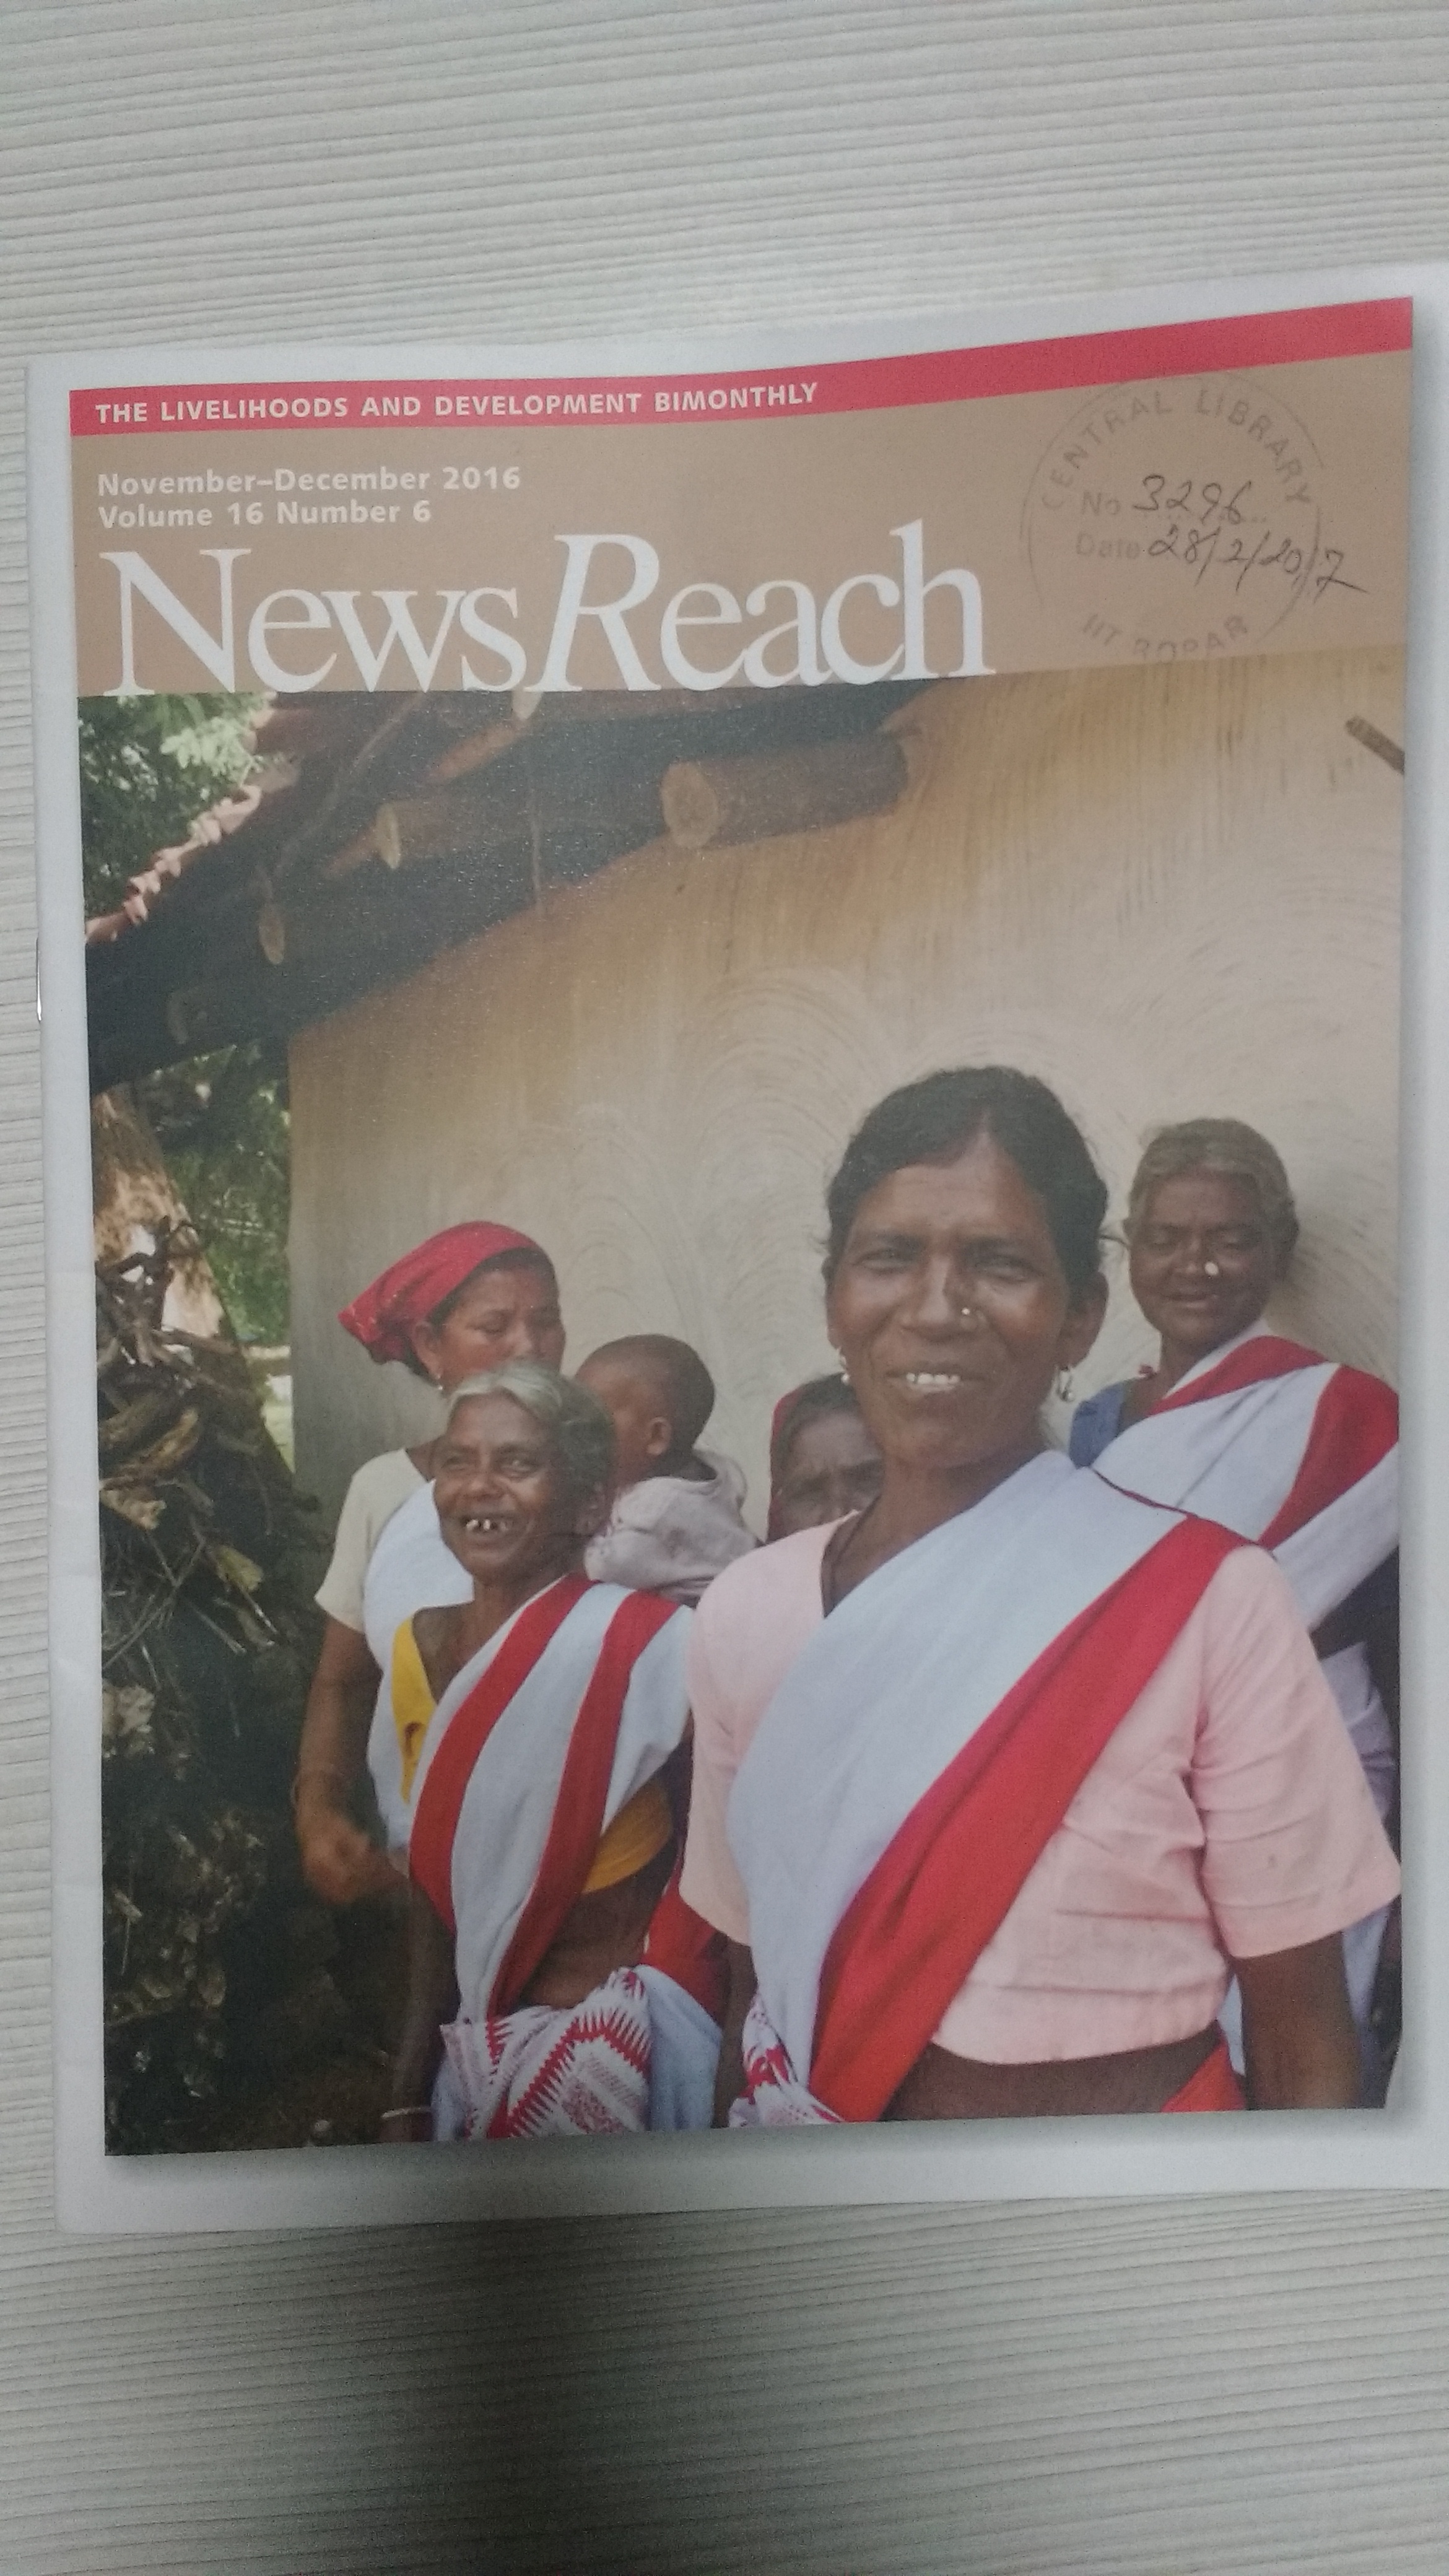 THE LIVELIHOODS AND DEVELOPMENT BIMONTHLY
November–December 2016
Volume 16 Number 6
NewsReach
CENTRAL LIBRARY
No 3296
Date 28/2/2017
IIT ROPAR